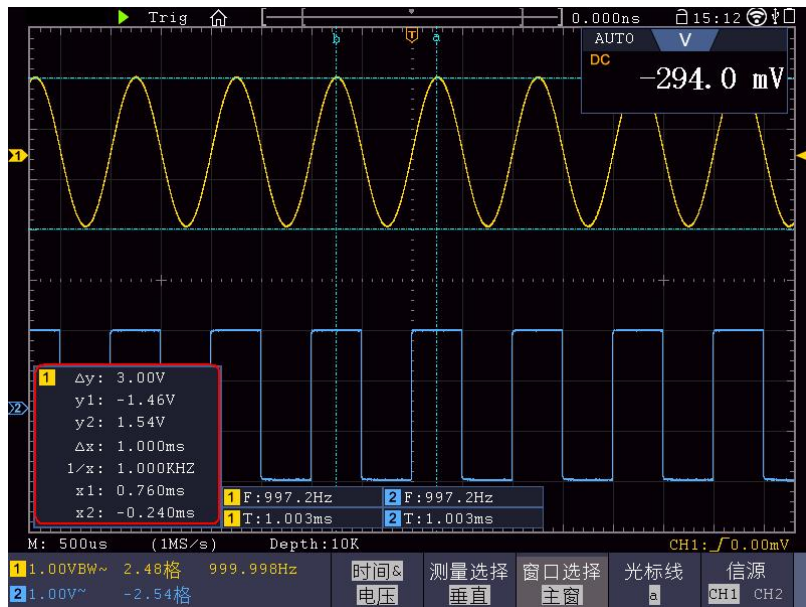 Trig 0.000ns 15:12
b T a
AUTO V
DC
-294.0 mV
1
2
1 Δy: 3.00V
y1: -1.46V
y2: 1.54V
Δx: 1.000ms
1/x: 1.000KHZ
x1: 0.760ms
x2: -0.240ms
1 F:997.2Hz 2 F:997.2Hz
1 T:1.003ms 2 T:1.003ms
M: 500us (1MS/s) Depth:10K CH1: 0.00mV
1 1.00VBW~ 2.48格 999.998Hz
2 1.00V~ -2.54格
时间& 电压
测量选择 垂直
窗口选择 主窗
光标线 a
信源 CH1 CH2